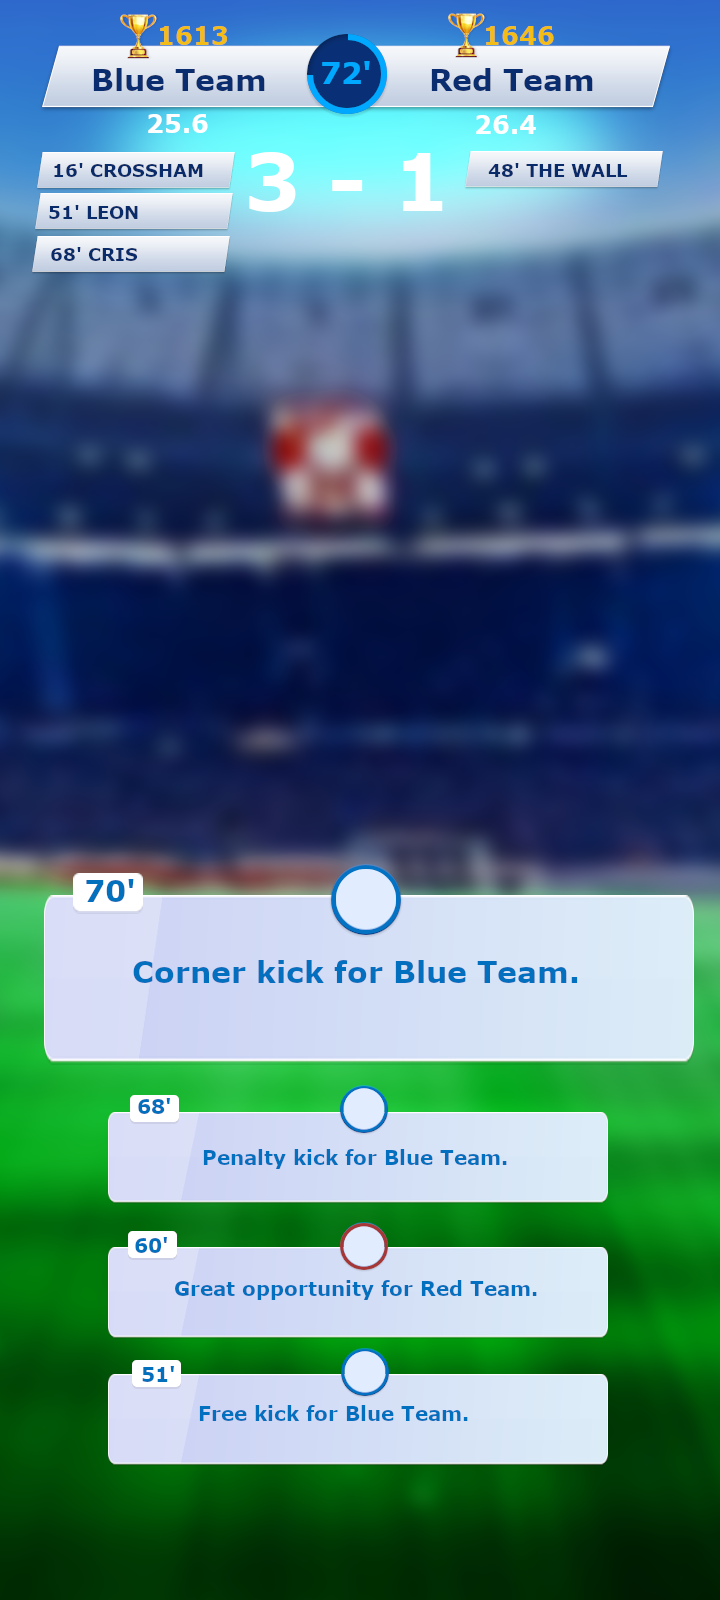 1613
1646
Blue Team
72'
Red Team
25.6
26.4
3 - 1
16' CROSSHAM
51' LEON
68' CRIS
48' THE WALL
70'
Corner kick for Blue Team.
68'
Penalty kick for Blue Team.
60'
Great opportunity for Red Team.
51'
Free kick for Blue Team.